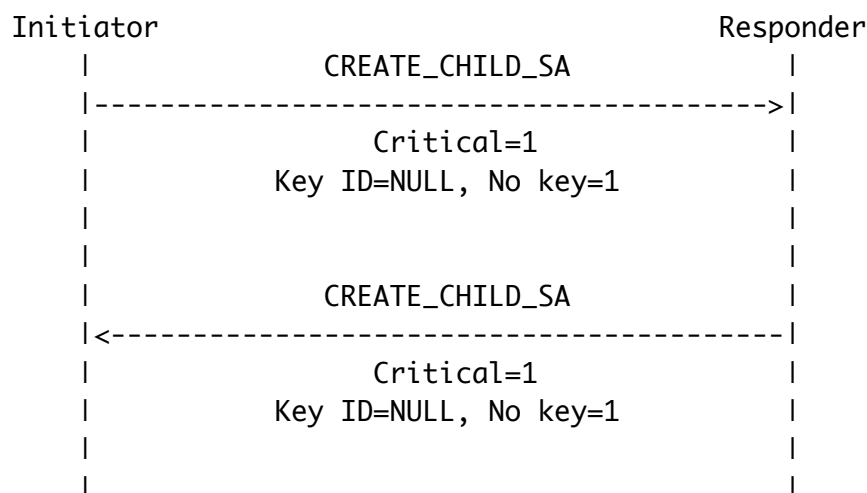 Initiator Responder
| CREATE_CHILD_SA |
|----------------------------------------->|
| Critical=1 |
| Key ID=NULL, No key=1 |
| |
| |
| CREATE_CHILD_SA |
|<-----------------------------------------|
| Critical=1 |
| Key ID=NULL, No key=1 |
| |
| |